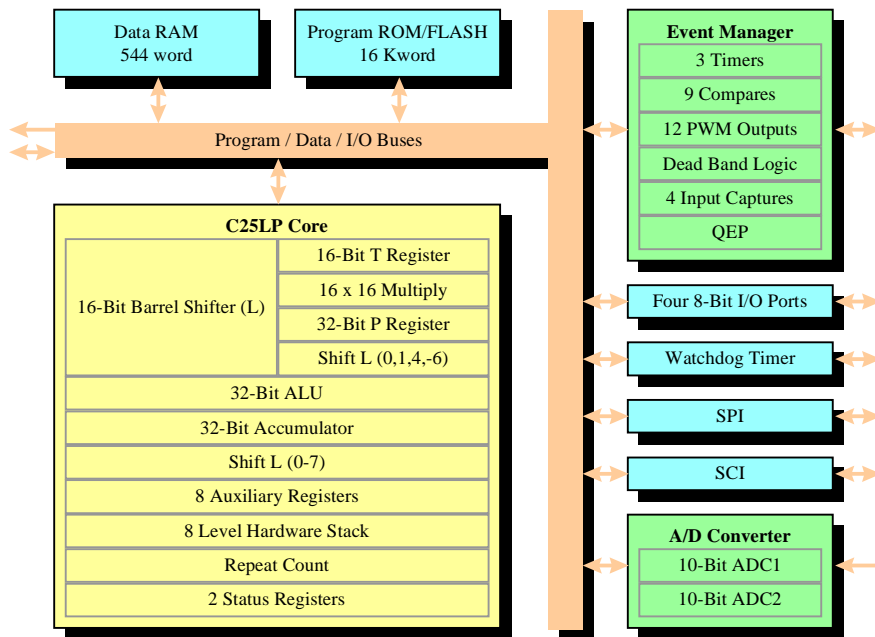 Data RAM
544 word
Program ROM/FLASH
16 Kword
Program / Data / I/O Buses
C25LP Core
16-Bit Barrel Shifter (L)
16-Bit T Register
16 x 16 Multiply
32-Bit P Register
Shift L (0,1,4,-6)
32-Bit ALU
32-Bit Accumulator
Shift L (0-7)
8 Auxiliary Registers
8 Level Hardware Stack
Repeat Count
2 Status Registers
Event Manager
3 Timers
9 Compares
12 PWM Outputs
Dead Band Logic
4 Input Captures
QEP
Four 8-Bit I/O Ports
Watchdog Timer
SPI
SCI
A/D Converter
10-Bit ADC1
10-Bit ADC2